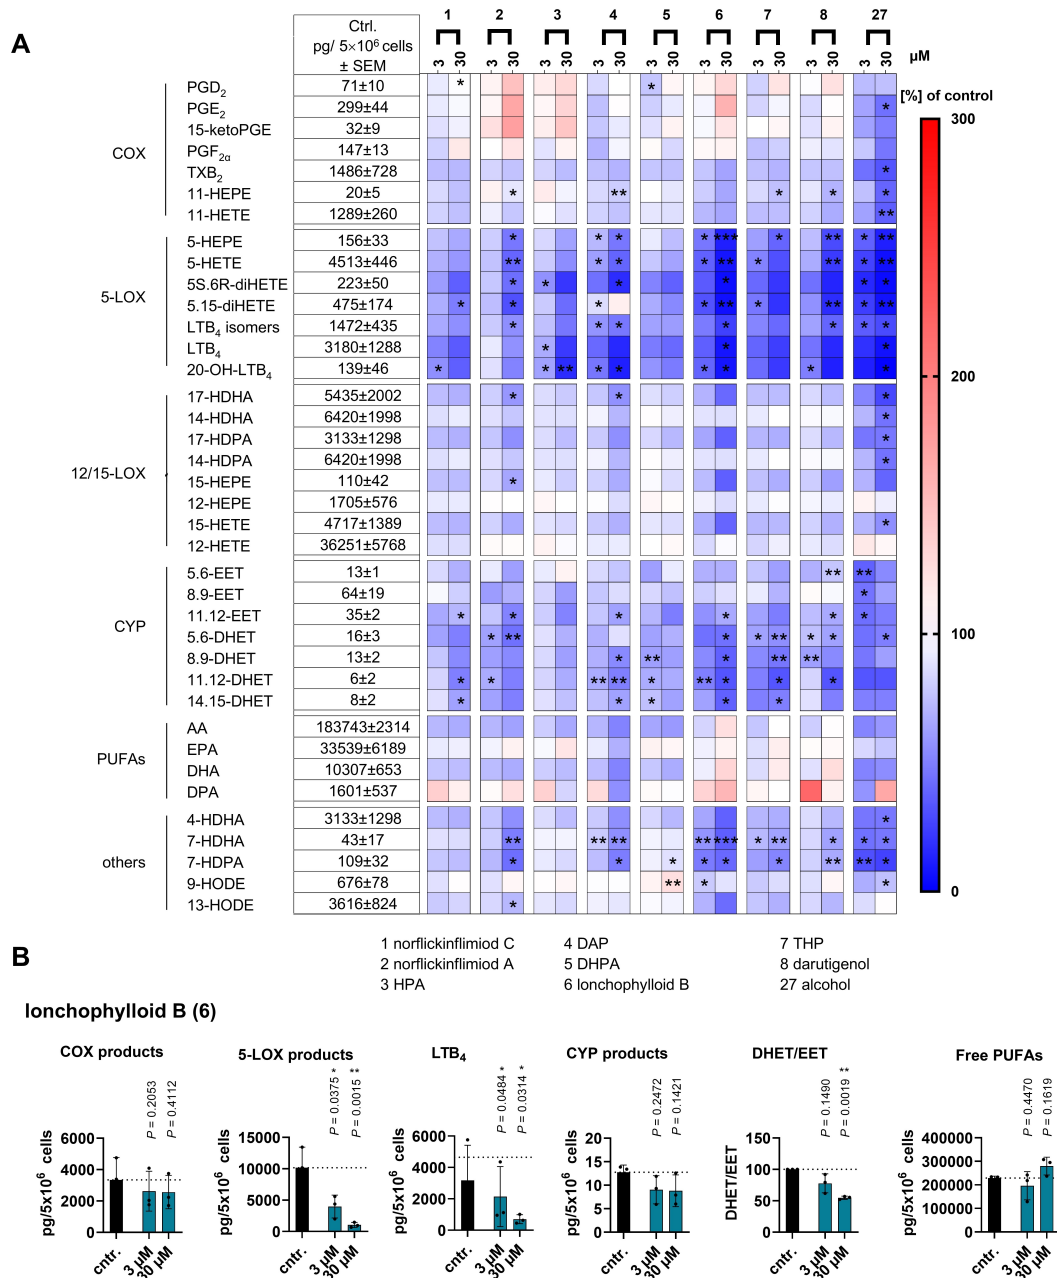 A
Ctrl.
pg/ 5×10⁶ cells
± SEM
1 2 3 4 5 6 7 8 27
3 30 3 30 3 30 3 30 3 30 3 30 3 30 3 30 3 30 µM
COX
PGD₂ 71±10 * *
PGE₂ 299±44 *
15-ketoPGE 32±9
PGF₂α 147±13
TXB₂ 1486±728 *
11-HEPE 20±5 * ** * * *
11-HETE 1289±260 **
5-LOX
5-HEPE 156±33 * * * * *** * ** * **
5-HETE 4513±446 ** * * * ** * ** * **
5S.6R-diHETE 223±50 * * * * * *
5.15-diHETE 475±174 * * * * ** * ** * **
LTB₄ isomers 1472±435 * * * * * * *
LTB₄ 3180±1288 * * *
20-OH-LTB₄ 139±46 * * ** * * * * * *
12/15-LOX
17-HDHA 5435±2002 * * *
14-HDHA 6420±1998 *
17-HDPA 3133±1298 *
14-HDPA 6420±1998 *
15-HEPE 110±42 *
12-HEPE 1705±576
15-HETE 4717±1389 *
12-HETE 36251±5768
CYP
5.6-EET 13±1 ** **
8.9-EET 64±19 *
11.12-EET 35±2 * * * * * *
5.6-DHET 16±3 * ** * * ** * * *
8.9-DHET 13±2 * ** * ** **
11.12-DHET 6±2 * * ** ** * ** * * *
14.15-DHET 8±2 * * * * *
PUFAs
AA 183743±2314
EPA 33539±6189
DHA 10307±653
DPA 1601±537
others
4-HDHA 3133±1298 *
7-HDHA 43±17 ** ** ** ** *** * ** * * *
7-HDPA 109±32 * * * * * * ** ** *
9-HODE 676±78 ** * *
13-HODE 3616±824 *
[%] of control
300
200
100
0
1 norflickinflimiod C 4 DAP 7 THP
2 norflickinflimiod A 5 DHPA 8 darutigenol
3 HPA 6 lonchophylloid B 27 alcohol
B
lonchophylloid B (6)
COX products
P = 0.2053
P = 0.4112
pg/5x10⁶ cells
6000
4000
2000
0
cntr. 3 µM 30 µM
5-LOX products
P = 0.0375 *
P = 0.0015 **
pg/5x10⁶ cells
15000
10000
5000
0
cntr. 3 µM 30 µM
LTB₄
P = 0.0484 *
P = 0.0314 *
pg/5x10⁶ cells
6000
4000
2000
0
cntr. 3 µM 30 µM
CYP products
P = 0.2472
P = 0.1421
pg/5x10⁶ cells
20
15
10
5
0
cntr. 3 µM 30 µM
DHET/EET
P = 0.1490
P = 0.0019 **
DHET/EET
150
100
50
0
cntr. 3 µM 30 µM
Free PUFAs
P = 0.4470
P = 0.1619
pg/5x10⁶ cells
400000
300000
200000
100000
0
cntr. 3 µM 30 µM